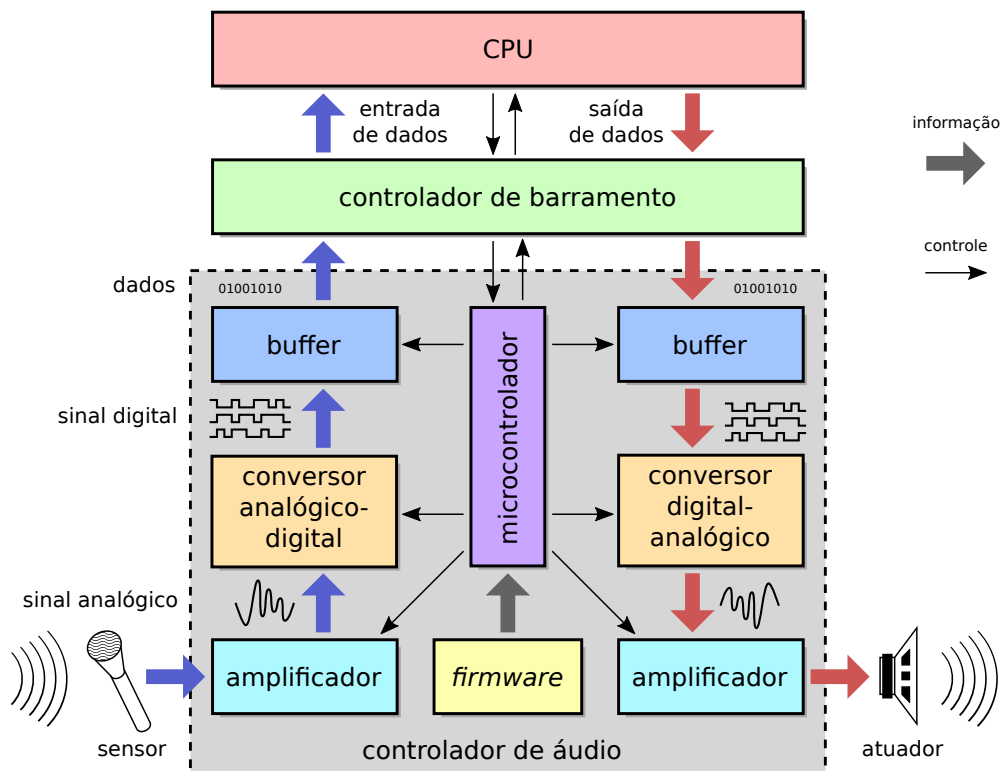 CPU
entrada
de dados
saída
de dados
informação
controlador de barramento
controle
dados
01001010
01001010
buffer
microcontrolador
buffer
sinal digital
conversor
analógico-
digital
conversor
digital-
analógico
sinal analógico
amplificador
firmware
amplificador
sensor
controlador de áudio
atuador